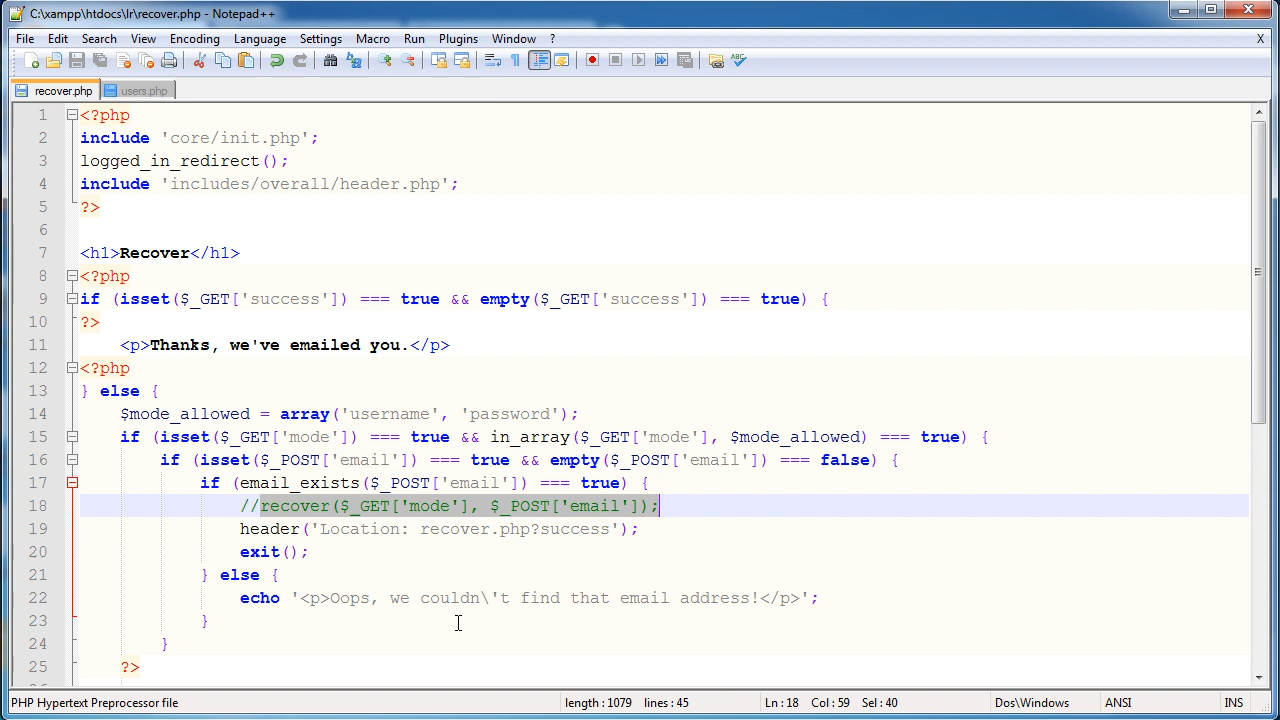 C:\xampp\htdocs\lr\recover.php - Notepad++
File Edit Search View Encoding Language Settings Macro Run Plugins Window ? X
recover.php users.php
1 <?php
2 include 'core/init.php';
3 logged_in_redirect();
4 include 'includes/overall/header.php';
5 ?>
6
7 <h1>Recover</h1>
8 <?php
9 if (isset($_GET['success']) === true && empty($_GET['success']) === true) {
10 ?>
11     <p>Thanks, we've emailed you.</p>
12 <?php
13 } else {
14     $mode_allowed = array('username', 'password');
15     if (isset($_GET['mode']) === true && in_array($_GET['mode'], $mode_allowed) === true) {
16         if (isset($_POST['email']) === true && empty($_POST['email']) === false) {
17             if (email_exists($_POST['email']) === true) {
18                 //recover($_GET['mode'], $_POST['email']);
19                 header('Location: recover.php?success');
20                 exit();
21             } else {
22                 echo '<p>Oops, we couldn\'t find that email address!</p>';
23             }
24         }
25     ?>
PHP Hypertext Preprocessor file length : 1079 lines : 45 Ln : 18 Col : 59 Sel : 40 Dos\Windows ANSI INS